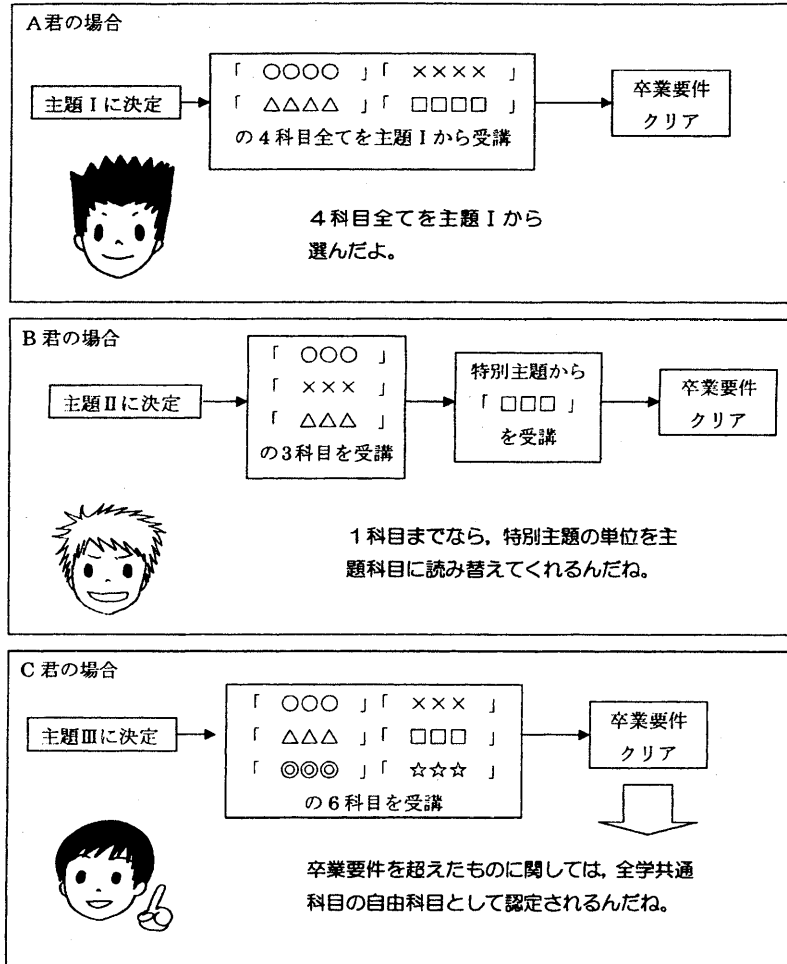 A君の場合
主題Ⅰに決定
「 ○○○○ 」「 ×××× 」
「 △△△△ 」「 □□□□ 」
の4科目全てを主題Ⅰから受講
卒業要件
クリア
4科目全てを主題Ⅰから
選んだよ。
B君の場合
主題Ⅱに決定
「 ○○○ 」
「 ××× 」
「 △△△ 」
の3科目を受講
特別主題から
「 □□□ 」
を受講
卒業要件
クリア
1科目までなら，特別主題の単位を主
題科目に読み替えてくれるんだね。
C君の場合
主題Ⅲに決定
「 ○○○ 」「 ××× 」
「 △△△ 」「 □□□ 」
「 ◎◎◎ 」「 ☆☆☆ 」
の6科目を受講
卒業要件
クリア
卒業要件を超えたものに関しては，全学共通
科目の自由科目として認定されるんだね。